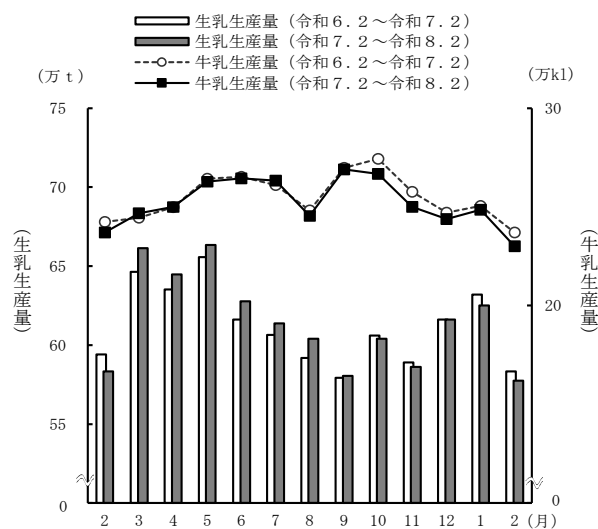 生乳生産量（令和６．２～令和７．２）
生乳生産量（令和７．２～令和８．２）
牛乳生産量（令和６．２～令和７．２）
牛乳生産量（令和７．２～令和８．２）
(万ｔ)
(万kl)
75
70
65
60
55
0
（生乳生産量）
30
20
0
（牛乳生産量）
2 3 4 5 6 7 8 9 10 11 12 1 2 (月)